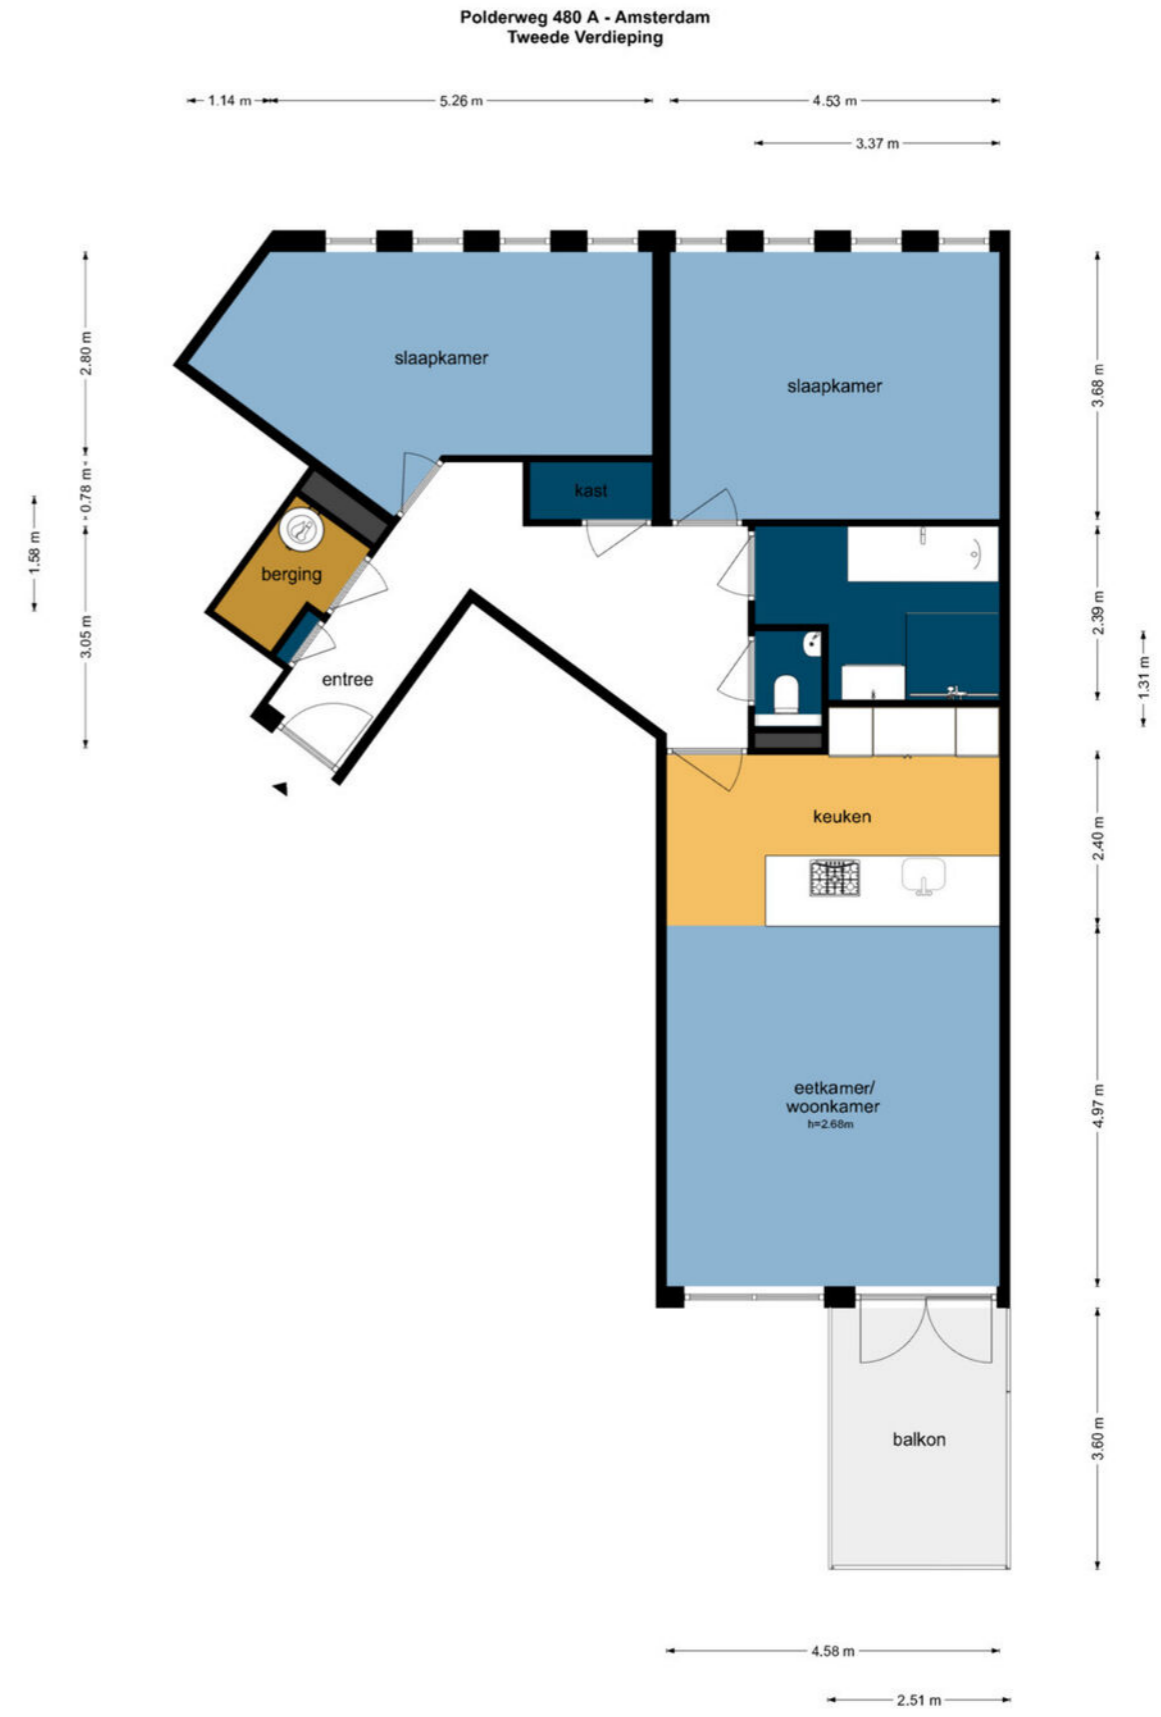 Polderweg 480 A - Amsterdam
Tweede Verdieping
1.14 m
5.26 m
4.53 m
3.37 m
2.80 m
0.78 m
3.05 m
1.58 m
slaapkamer
slaapkamer
3.68 m
kast
berging
2.39 m
1.31 m
entree
keuken
2.40 m
eetkamer/
woonkamer
h=2.68m
4.97 m
balkon
3.60 m
4.58 m
2.51 m